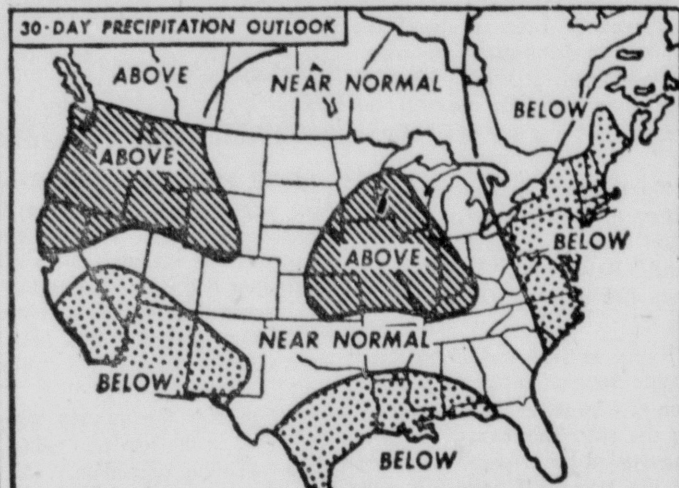 30-DAY PRECIPITATION OUTLOOK
ABOVE
NEAR NORMAL
BELOW
ABOVE
BELOW
ABOVE
NEAR NORMAL
BELOW
BELOW